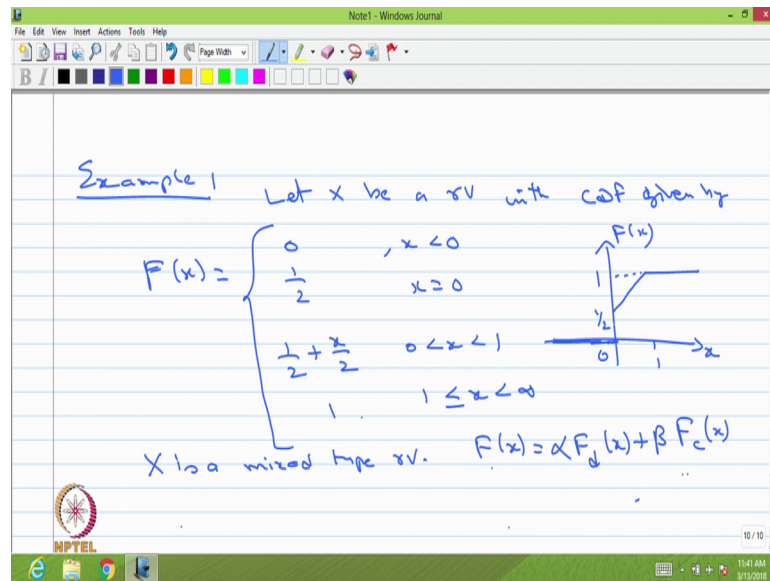 Note1 - Windows Journal
File Edit View Insert Actions Tools Help
Page Width
B I
Example 1 Let X be a rv with cdf given by
F(x) = { 0 , x < 0
1/2 x = 0
1/2 + x/2 0 < x < 1
1 1 ≤ x < ∞
F(x)
1
1/2
0 1 x
X is a mixed type rv. F(x) = α F_d(x) + β F_c(x)
NPTEL
10 / 10
11:41 AM
3/13/2018